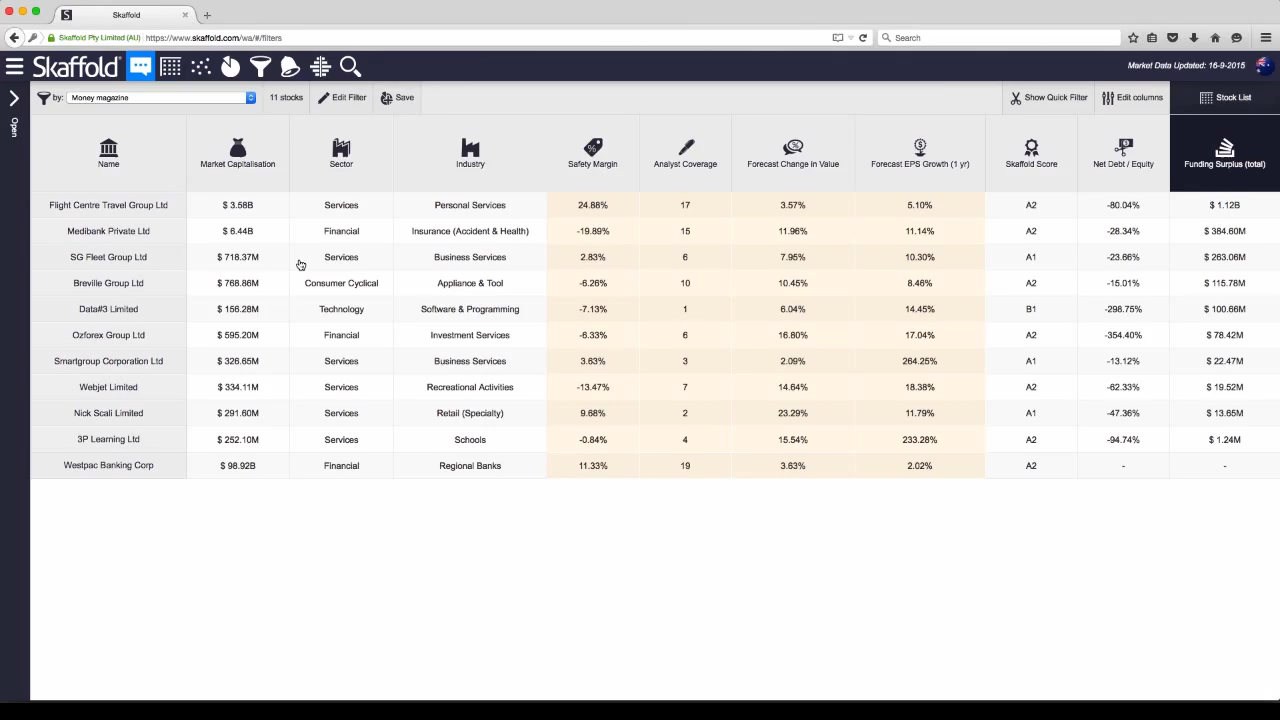 Skaffold
Skaffold Pty Limited (AU) https://www.skaffold.com/wa/#/filters Search
Skaffold Market Data Updated: 16-9-2015
by: Money magazine 11 stocks Edit Filter Save Show Quick Filter Edit columns Stock List
Open
Name Market Capitalisation Sector Industry Safety Margin Analyst Coverage Forecast Change in Value Forecast EPS Growth (1 yr) Skaffold Score Net Debt / Equity Funding Surplus (total)
Flight Centre Travel Group Ltd $ 3.58B Services Personal Services 24.88% 17 3.57% 5.10% A2 -80.04% $ 1.12B
Medibank Private Ltd $ 6.44B Financial Insurance (Accident & Health) -19.89% 15 11.96% 11.14% A2 -28.34% $ 384.60M
SG Fleet Group Ltd $ 718.37M Services Business Services 2.83% 6 7.95% 10.30% A1 -23.66% $ 263.06M
Breville Group Ltd $ 768.86M Consumer Cyclical Appliance & Tool -6.26% 10 10.45% 8.46% A2 -15.01% $ 115.78M
Data#3 Limited $ 156.28M Technology Software & Programming -7.13% 1 6.04% 14.45% B1 -298.75% $ 100.66M
Ozforex Group Ltd $ 595.20M Financial Investment Services -6.33% 6 16.80% 17.04% A2 -354.40% $ 78.42M
Smartgroup Corporation Ltd $ 326.65M Services Business Services 3.63% 3 2.09% 264.25% A1 -13.12% $ 22.47M
Webjet Limited $ 334.11M Services Recreational Activities -13.47% 7 14.64% 18.38% A2 -62.33% $ 19.52M
Nick Scali Limited $ 291.60M Services Retail (Specialty) 9.68% 2 23.29% 11.79% A1 -47.36% $ 13.65M
3P Learning Ltd $ 252.10M Services Schools -0.84% 4 15.54% 233.28% A2 -94.74% $ 1.24M
Westpac Banking Corp $ 98.92B Financial Regional Banks 11.33% 19 3.63% 2.02% A2 - -